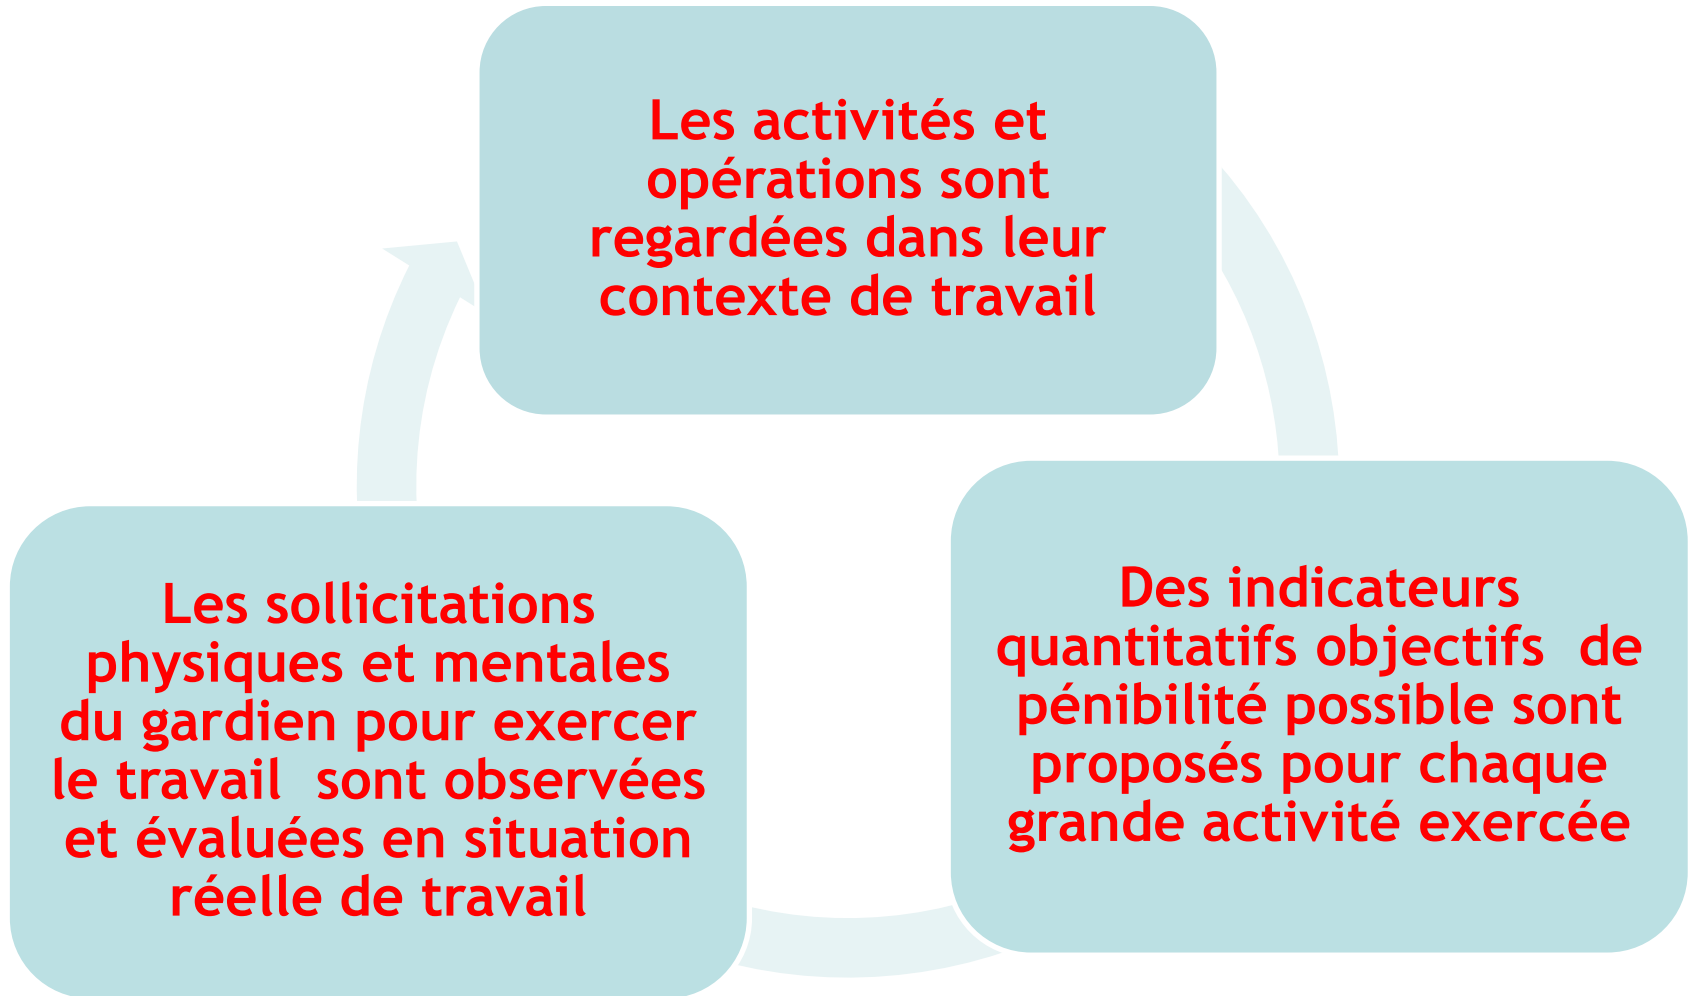 Les activités et
opérations sont
regardées dans leur
contexte de travail
Des indicateurs
quantitatifs objectifs  de
pénibilité possible sont
proposés pour chaque
grande activité exercée
Les sollicitations
physiques et mentales
du gardien pour exercer
le travail  sont observées
et évaluées en situation
réelle de travail